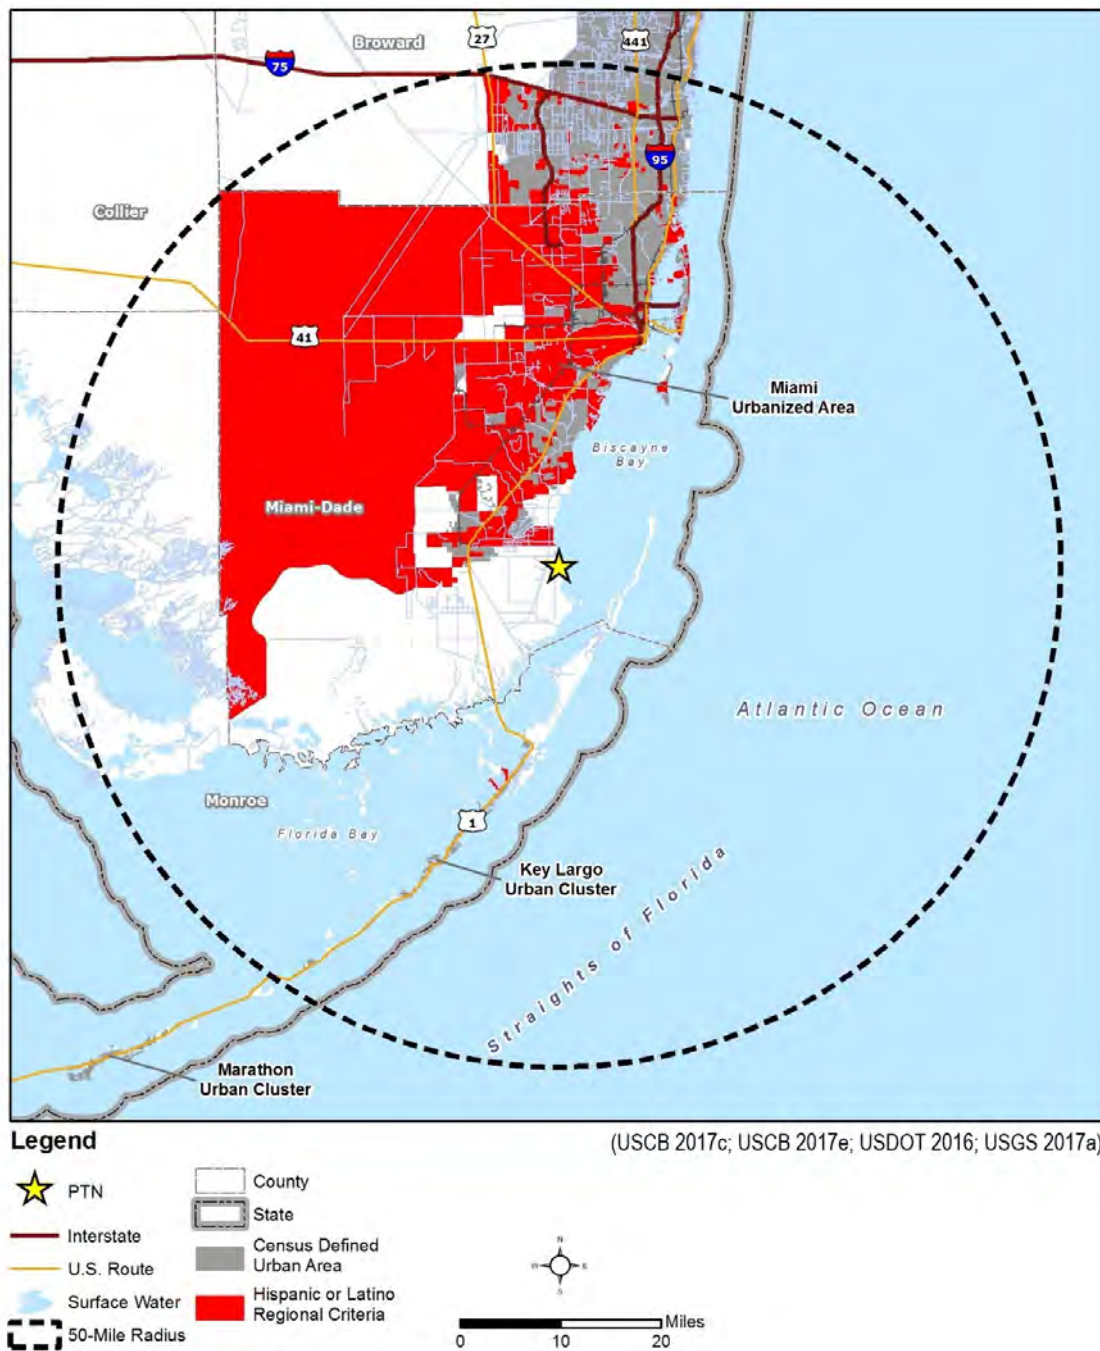 Broward
27
441
75
95
Collier
41
Miami
Urbanized Area
Biscayne
Bay
Miami-Dade
Atlantic Ocean
Monroe
1
Florida Bay
Key Largo
Urban Cluster
Straights of Florida
Marathon
Urban Cluster
Legend
(USCB 2017c; USCB 2017e; USDOT 2016; USGS 2017a)
PTN
Interstate
U.S. Route
Surface Water
50-Mile Radius
County
State
Census Defined
Urban Area
Hispanic or Latino
Regional Criteria
N
W
E
S
Miles
0
10
20